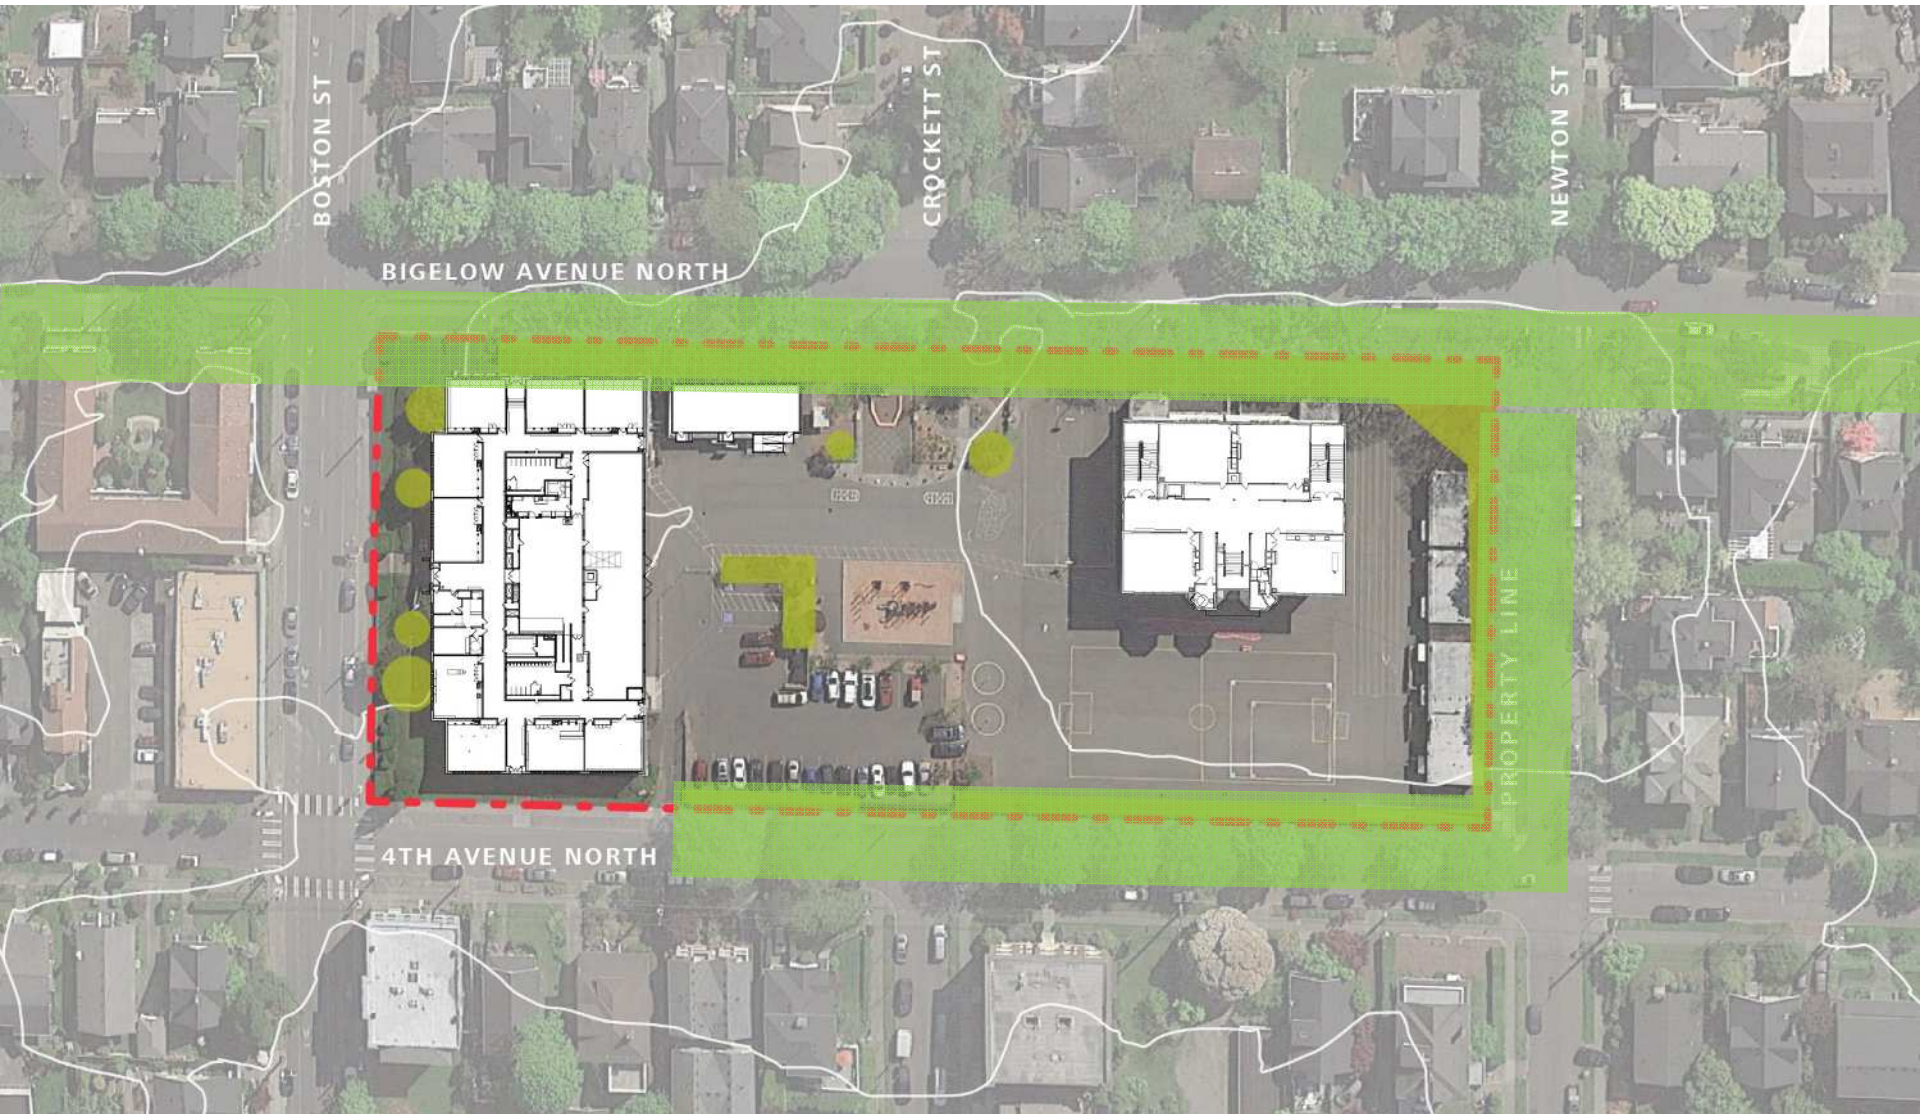 BOSTON ST
CROCKETT ST
NEWTON ST
BIGELOW AVENUE NORTH
PROPERTY LINE
4TH AVENUE NORTH